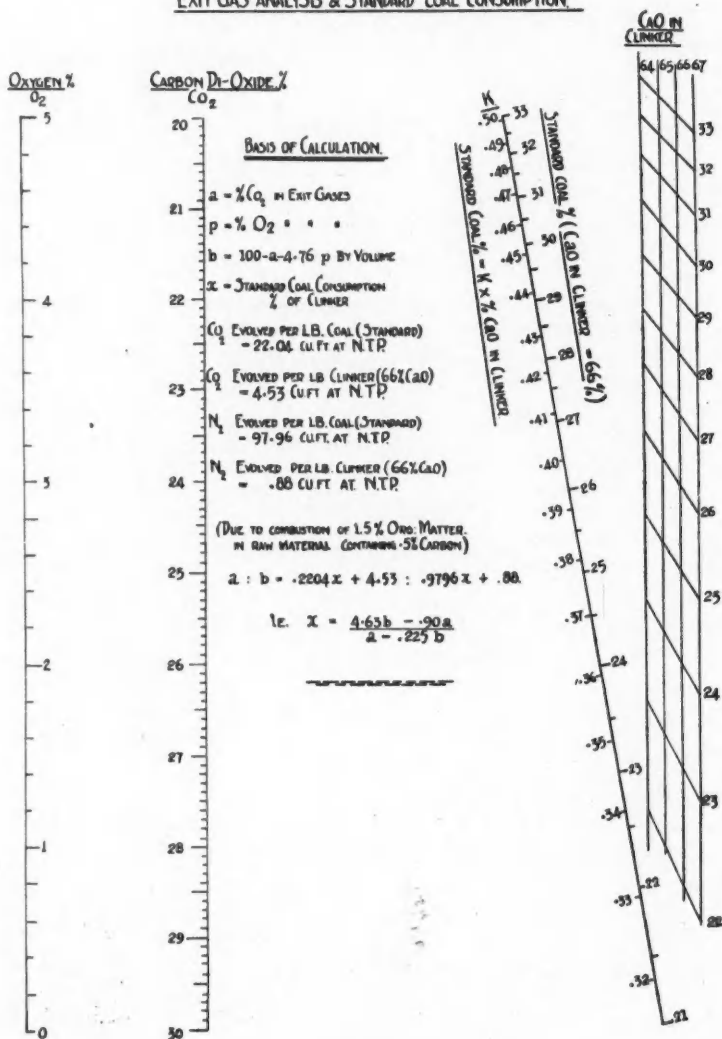 EXIT GAS ANALYSIS & STANDARD COAL CONSUMPTION.
CaO IN
CLINKER
64 65 66 67
OXYGEN %
O2
5
4
3
2
1
0
CARBON DI-OXIDE %
CO2
20
21
22
23
24
25
26
27
28
29
30
BASIS OF CALCULATION.
a = % CO2 IN EXIT GASES
p = % O2 " " "
b = 100-a-4.76 p BY VOLUME
x = STANDARD COAL CONSUMPTION
% OF CLINKER
CO2 EVOLVED PER LB. COAL (STANDARD)
= 22.04 CU. FT AT N.T.P.
CO2 EVOLVED PER LB CLINKER (66% CaO)
= 4.53 CU.FT AT N.T.P.
N2 EVOLVED PER LB. COAL (STANDARD)
= 97.96 CU.FT. AT N.T.P.
N2 EVOLVED PER LB. CLINKER (66% CaO)
= .88 CU FT AT N.T.P.
(DUE TO COMBUSTION OF 1.5% ORG: MATTER.
IN RAW MATERIAL CONTAINING .5% CARBON)
a : b = .2204x + 4.53 : .9796x + .88.
I.E. x = 4.63b - .90a
a - .225 b
K
.50
.49
.48
.47
.46
.45
.44
.43
.42
.41
.40
.39
.38
.37
.36
.35
.34
.33
.32
STANDARD COAL % = K x % CaO IN CLINKER
33
32
31
30
29
28
27
26
25
24
23
22
21
STANDARD COAL % (CaO IN CLINKER = 66%)
33
32
31
30
29
28
27
26
25
24
23
22